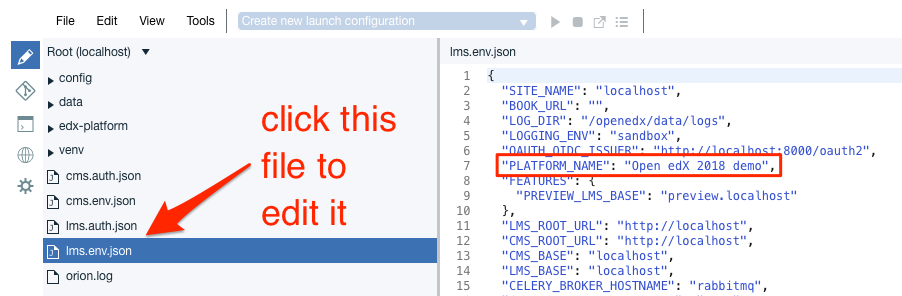 File Edit View Tools Create new launch configuration
Root (localhost)
config
data
edx-platform
venv
cms.auth.json
cms.env.json
lms.auth.json
lms.env.json
orion.log
click this
file to
edit it
lms.env.json
1 {
2 "SITE_NAME": "localhost",
3 "BOOK_URL": "",
4 "LOG_DIR": "/openedx/data/logs",
5 "LOGGING_ENV": "sandbox",
6 "OAUTH_OIDC_ISSUER": "http://localhost:8000/oauth2",
7 "PLATFORM_NAME": "Open edX 2018 demo",
8 "FEATURES": {
9 "PREVIEW_LMS_BASE": "preview.localhost"
10 },
11 "LMS_ROOT_URL": "http://localhost",
12 "CMS_ROOT_URL": "http://localhost",
13 "CMS_BASE": "localhost",
14 "LMS_BASE": "localhost",
15 "CELERY_BROKER_HOSTNAME": "rabbitmq",